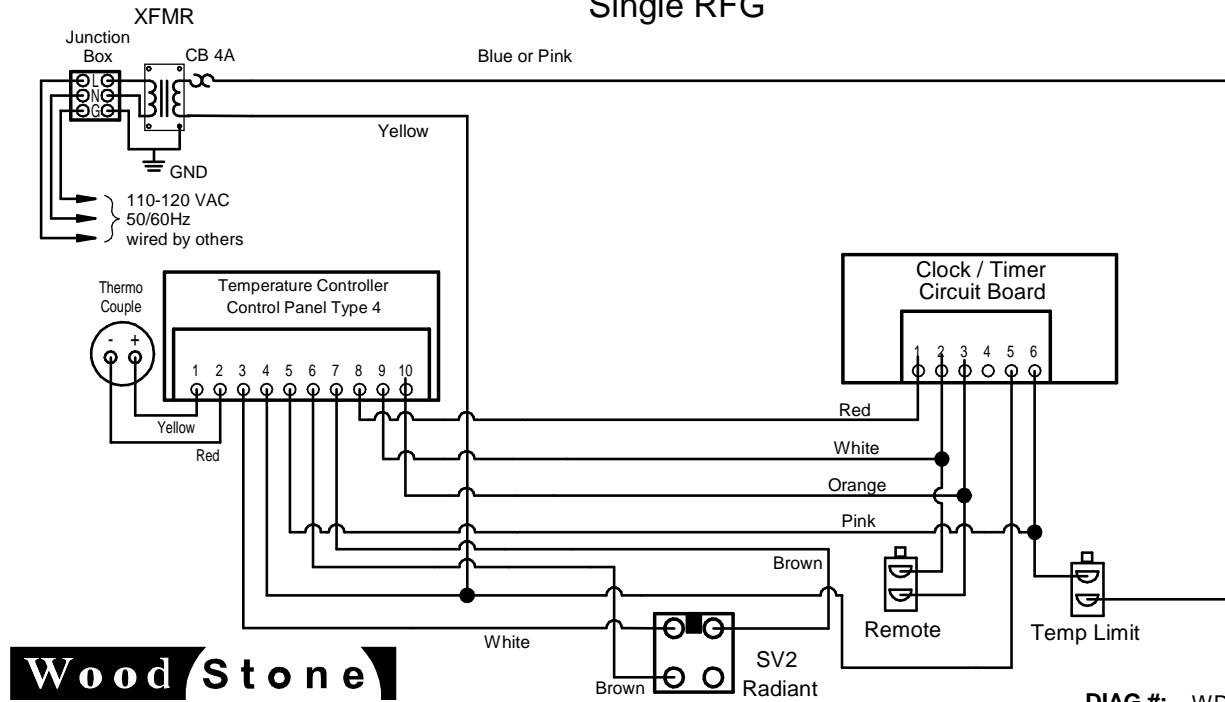 Single RFG
XFMR
Junction
Box
CB 4A
Blue or Pink
L
N
G
Yellow
GND
110-120 VAC
50/60Hz
wired by others
Thermo
Couple
- +
Temperature Controller
Control Panel Type 4
1 2 3 4 5 6 7 8 9 10
Clock / Timer
Circuit Board
1 2 3 4 5 6
Yellow
Red
Red
White
Orange
Pink
Brown
Remote
Temp Limit
White
Brown
SV2
Radiant
Wood Stone
DIAG #: